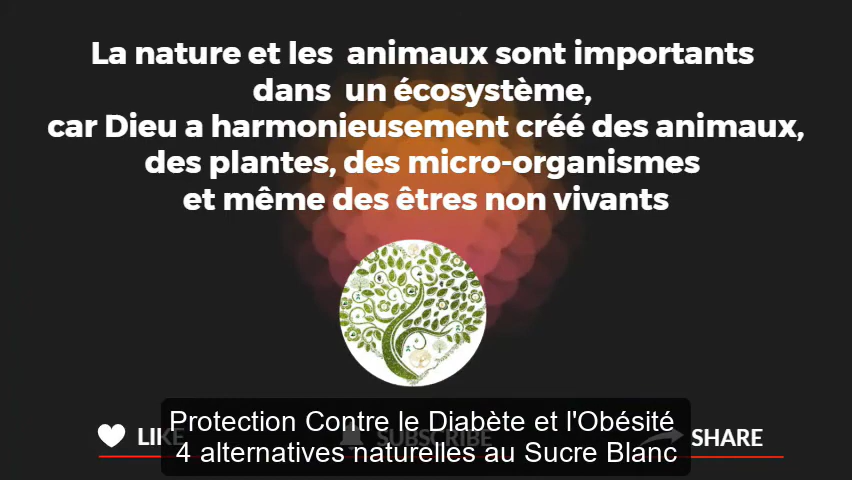 La nature et les animaux sont importants
dans un écosystème,
car Dieu a harmonieusement créé des animaux,
des plantes, des micro-organismes
et même des êtres non vivants
Protection Contre le Diabète et l'Obésité
4 alternatives naturelles au Sucre Blanc
LIKE
SUBSCRIBE
SHARE